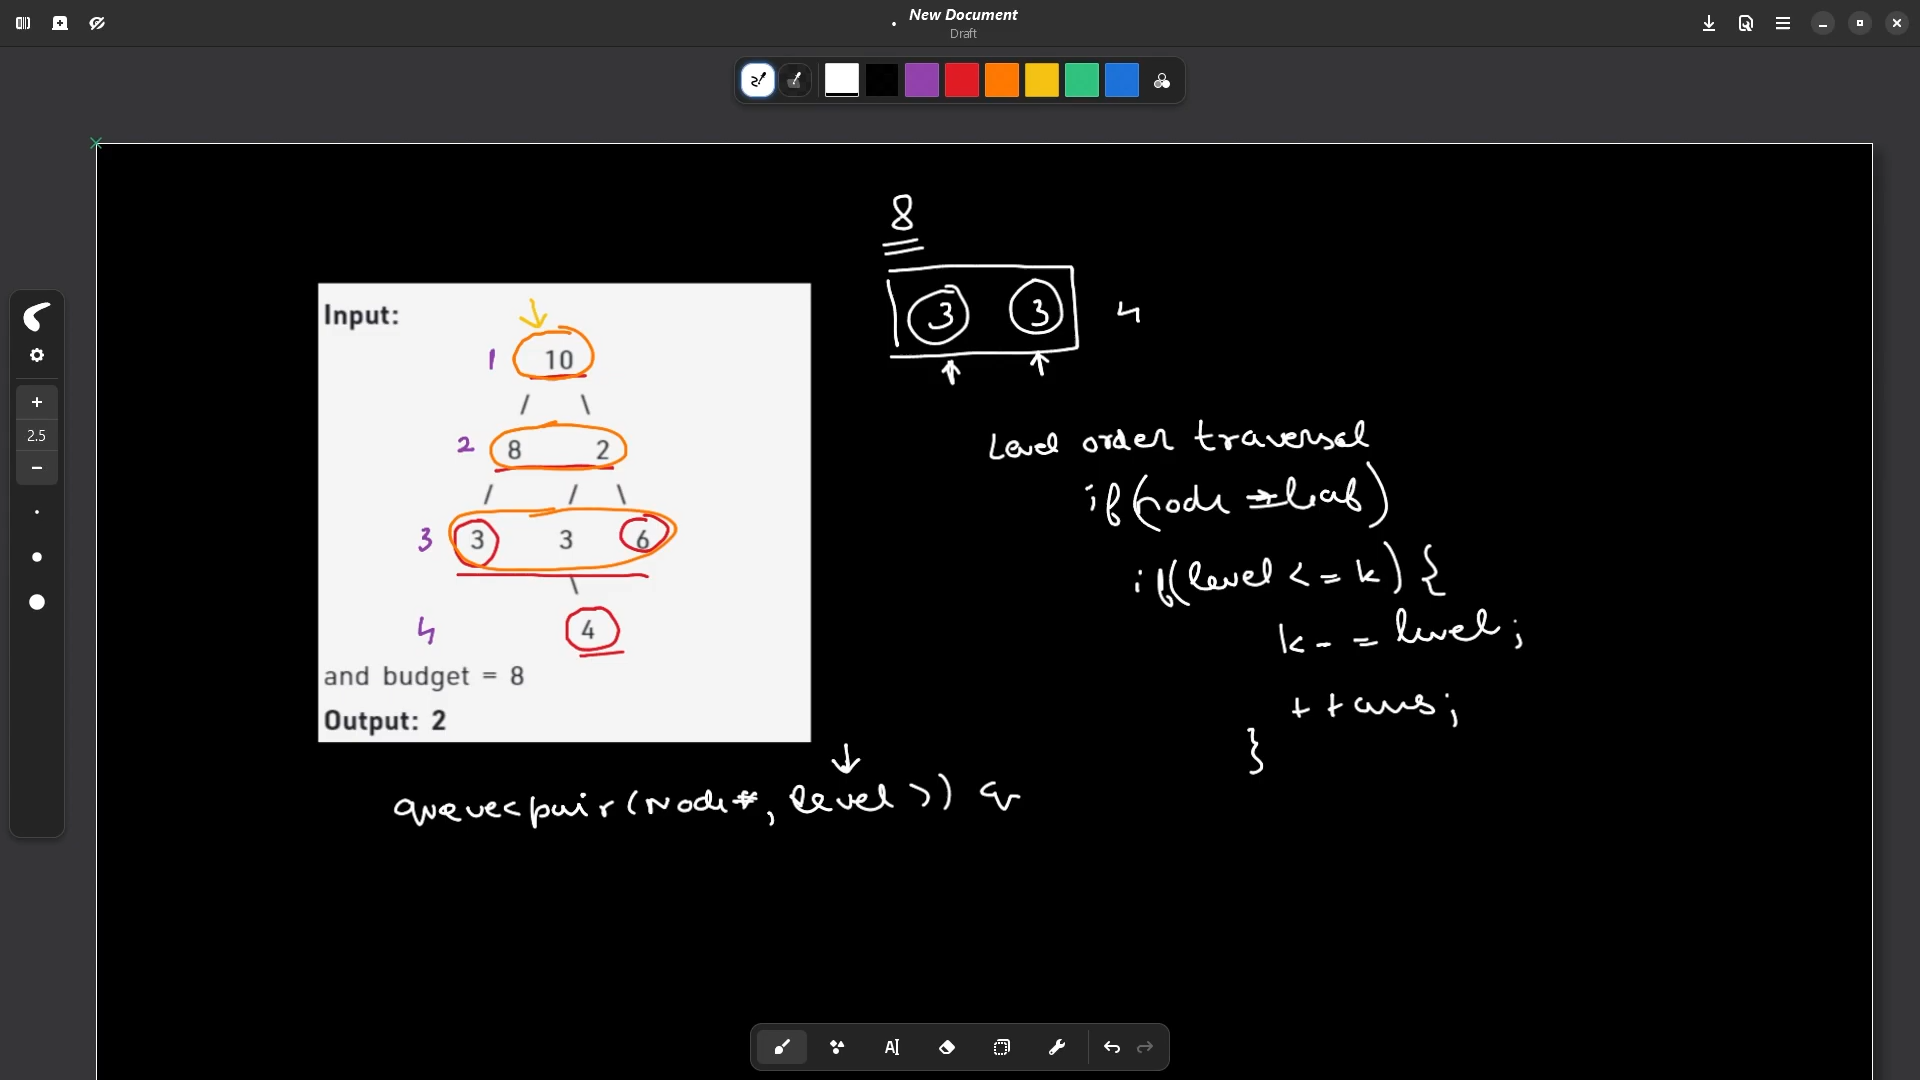 New Document
Draft
2.5
Input:
1 10
/ \
2 8 2
/ / \
3 3 3 6
\
4 4
and budget = 8
Output: 2
8
3 3 4
Level order traversal
if(node → leaf)
if(level <= k) {
k -= level;
++ans;
}
queue<pair(Node*, level>) q